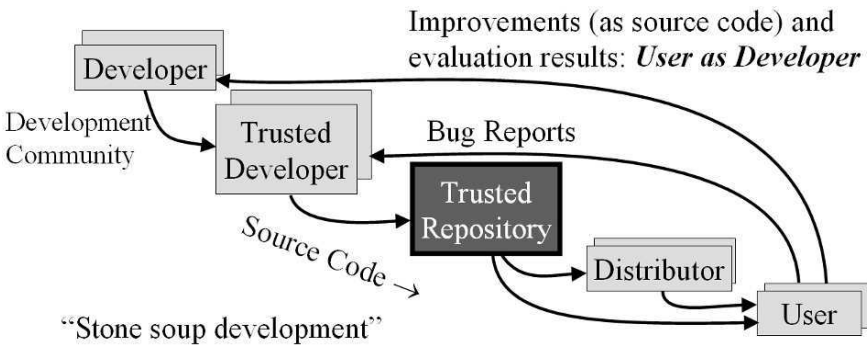 Improvements (as source code) and
evaluation results: User as Developer
Developer
Development
Community
Trusted
Developer
Bug Reports
Trusted
Repository
Source Code →
Distributor
User
“Stone soup development”